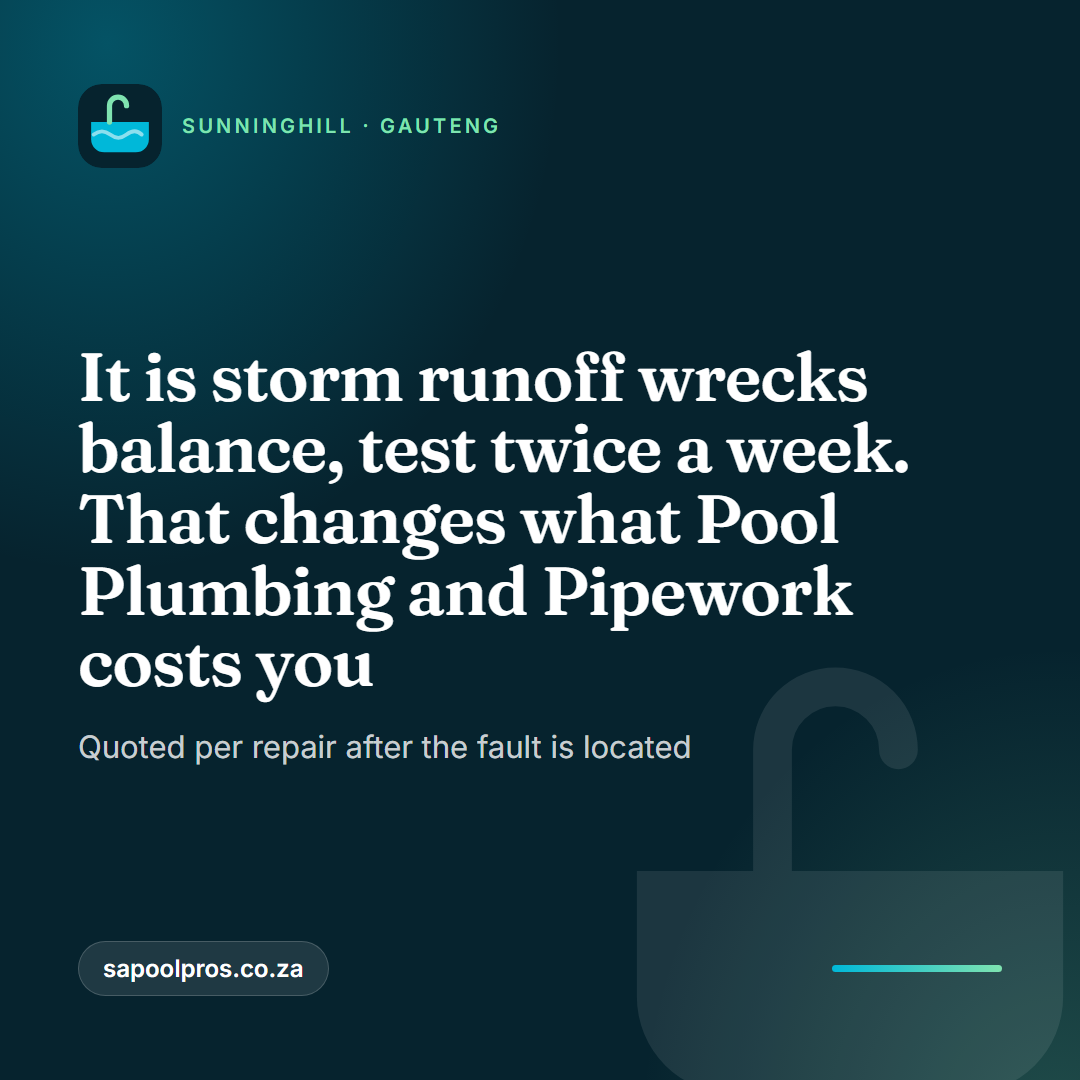 SUNNINGHILL · GAUTENG
It is storm runoff wrecks
balance, test twice a week.
That changes what Pool
Plumbing and Pipework
costs you
Quoted per repair after the fault is located
sapoolpros.co.za